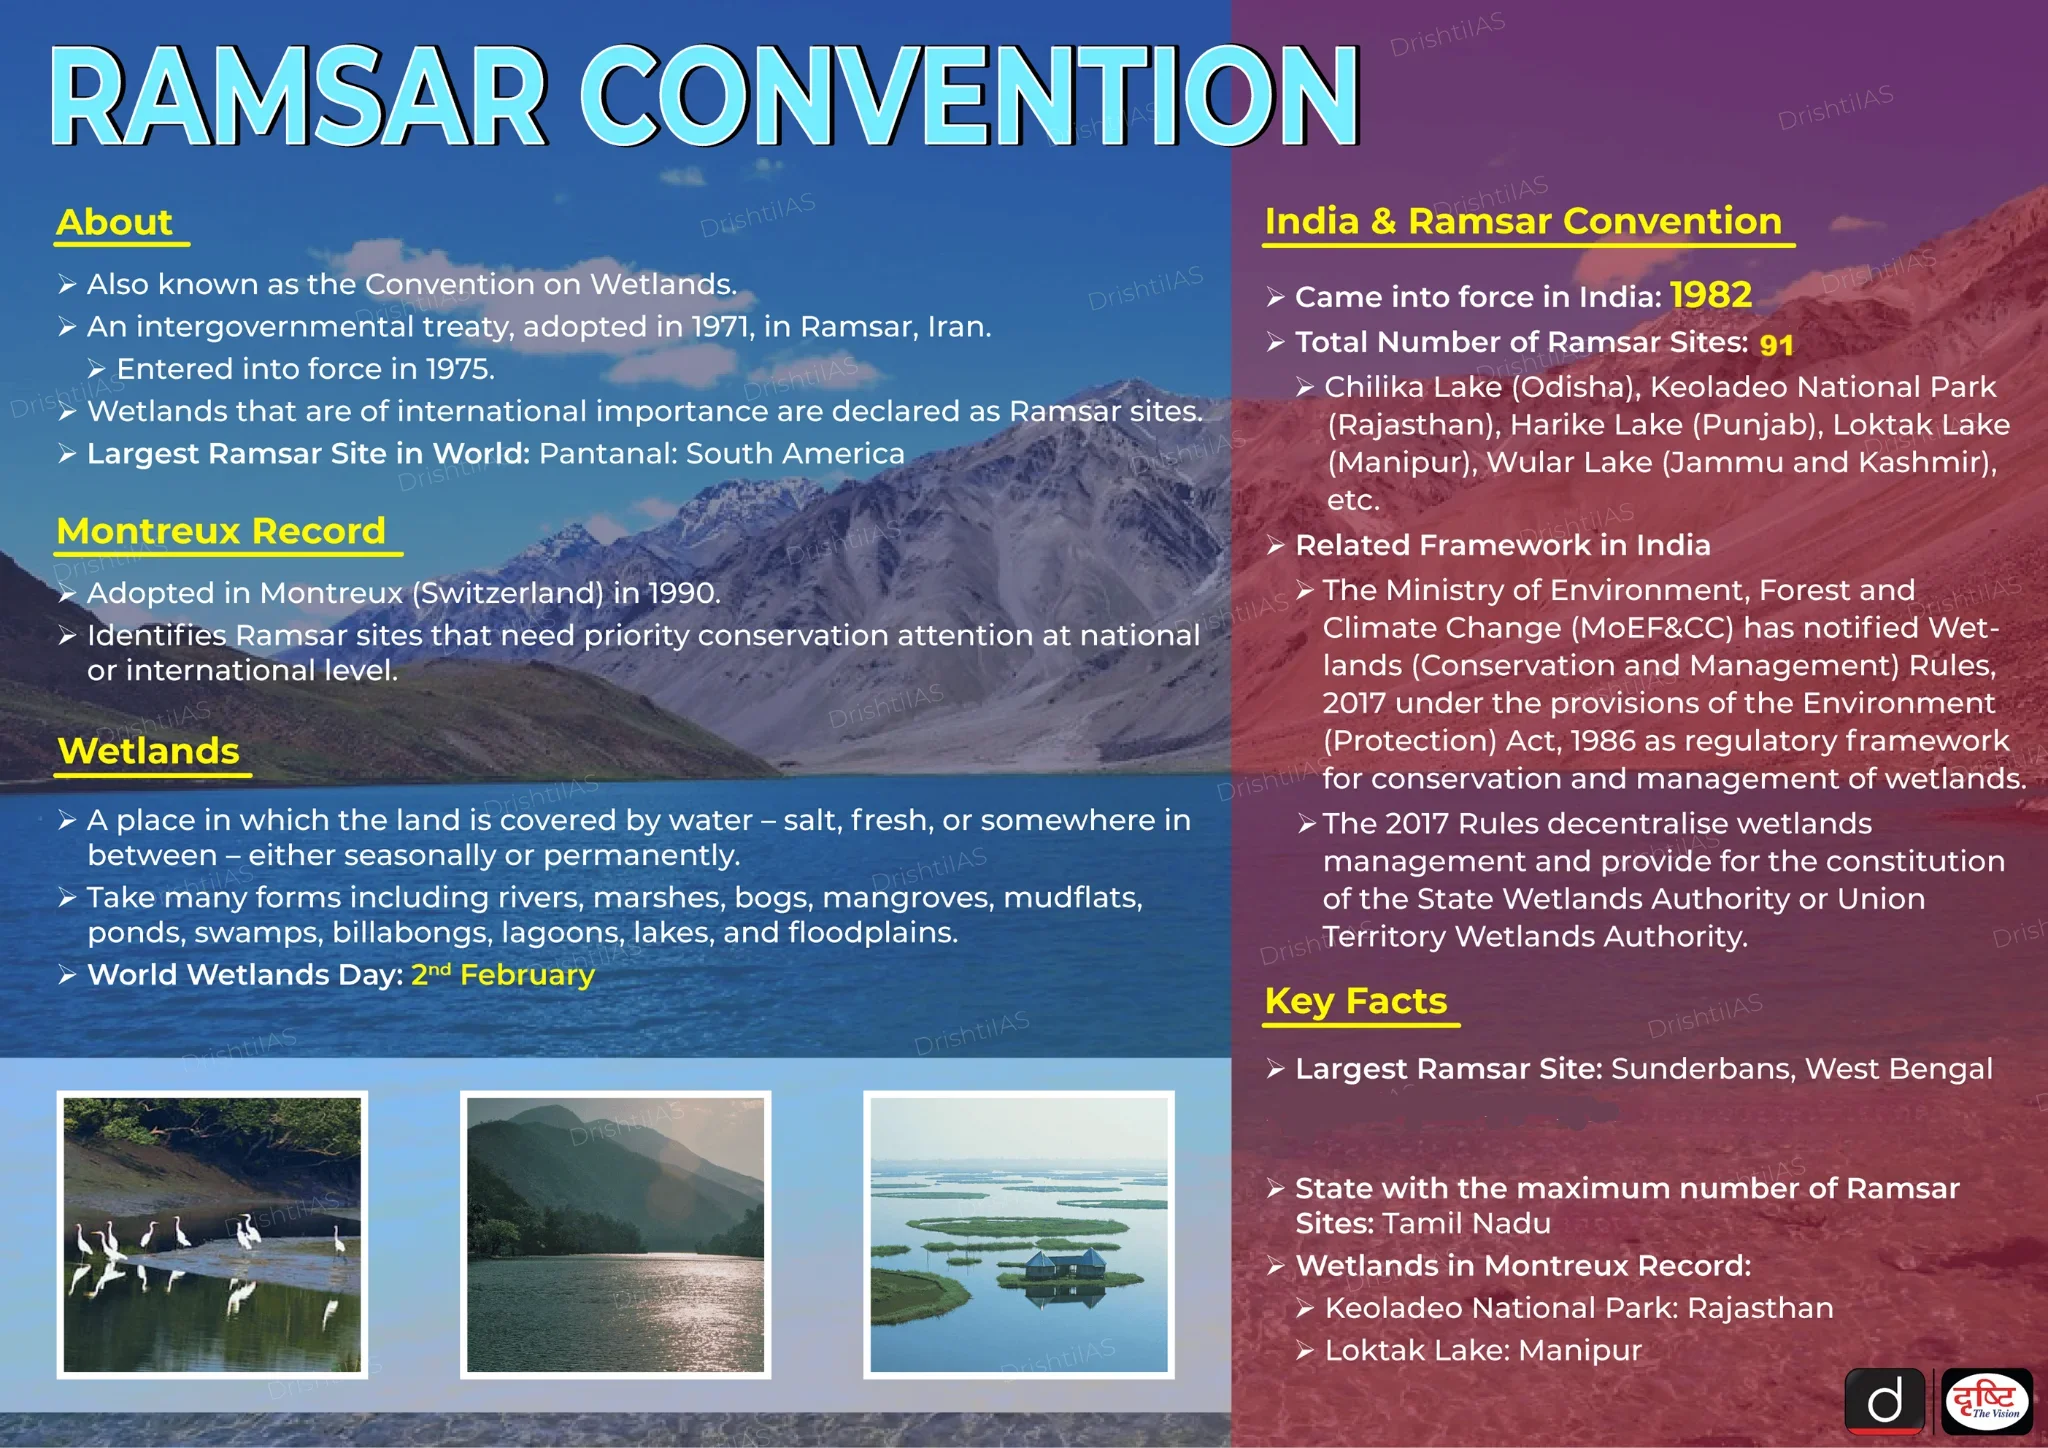 RAMSAR CONVENTION
About
➢ Also known as the Convention on Wetlands.
➢ An intergovernmental treaty, adopted in 1971, in Ramsar, Iran.
➢ Entered into force in 1975.
➢ Wetlands that are of international importance are declared as Ramsar sites.
➢ Largest Ramsar Site in World: Pantanal: South America
Montreux Record
➢ Adopted in Montreux (Switzerland) in 1990.
➢ Identifies Ramsar sites that need priority conservation attention at national
or international level.
Wetlands
➢ A place in which the land is covered by water – salt, fresh, or somewhere in
between – either seasonally or permanently.
➢ Take many forms including rivers, marshes, bogs, mangroves, mudflats,
ponds, swamps, billabongs, lagoons, lakes, and floodplains.
➢ World Wetlands Day: 2nd February
India & Ramsar Convention
➢ Came into force in India: 1982
➢ Total Number of Ramsar Sites: 91
➢ Chilika Lake (Odisha), Keoladeo National Park
(Rajasthan), Harike Lake (Punjab), Loktak Lake
(Manipur), Wular Lake (Jammu and Kashmir),
etc.
➢ Related Framework in India
➢ The Ministry of Environment, Forest and
Climate Change (MoEF&CC) has notified Wet-
lands (Conservation and Management) Rules,
2017 under the provisions of the Environment
(Protection) Act, 1986 as regulatory framework
for conservation and management of wetlands.
➢ The 2017 Rules decentralise wetlands
management and provide for the constitution
of the State Wetlands Authority or Union
Territory Wetlands Authority.
Key Facts
➢ Largest Ramsar Site: Sunderbans, West Bengal
➢ State with the maximum number of Ramsar
Sites: Tamil Nadu
➢ Wetlands in Montreux Record:
➢ Keoladeo National Park: Rajasthan
➢ Loktak Lake: Manipur
d
दृष्टि
The Vision
DrishtiIAS